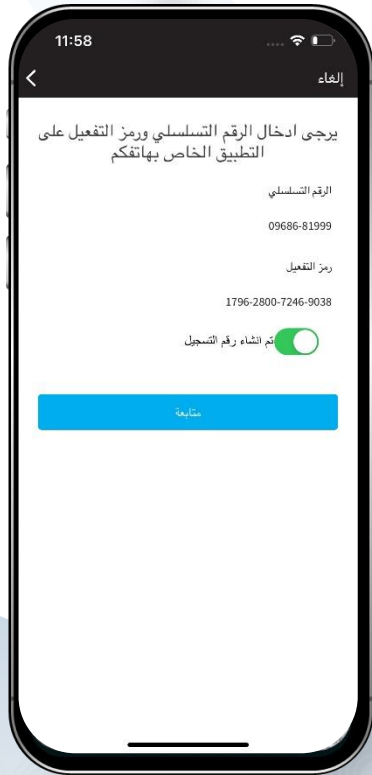 11:58
إلغاء
يرجى ادخال الرقم التسلسلي ورمز التفعيل على
التطبيق الخاص بهاتفكم
الرقم التسلسلي
09686-81999
رمز التفعيل
1796-2800-7246-9038
تم انشاء رقم التسجيل
متابعة